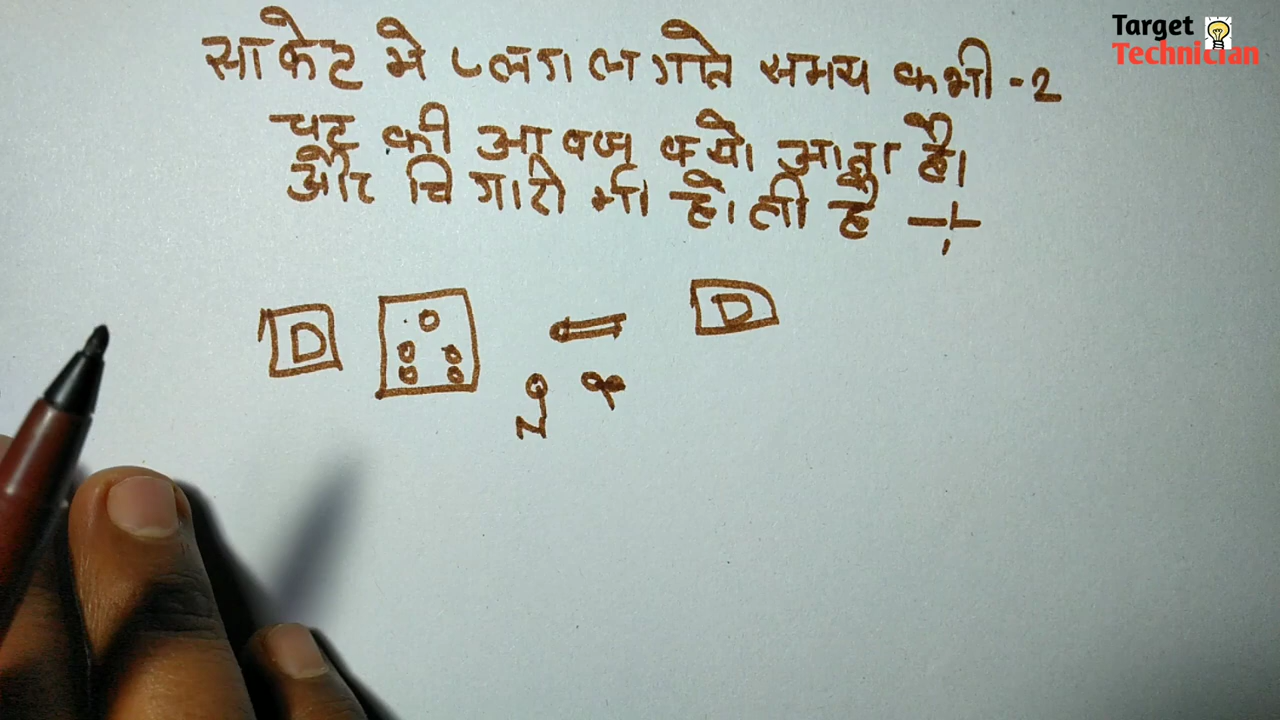 Target
Technician
साकेट मे प्लग लगाते समय कभी-2
चट की आवाज क्यो आता है।
और चिगारी भी होती है ÷
D
D
N P